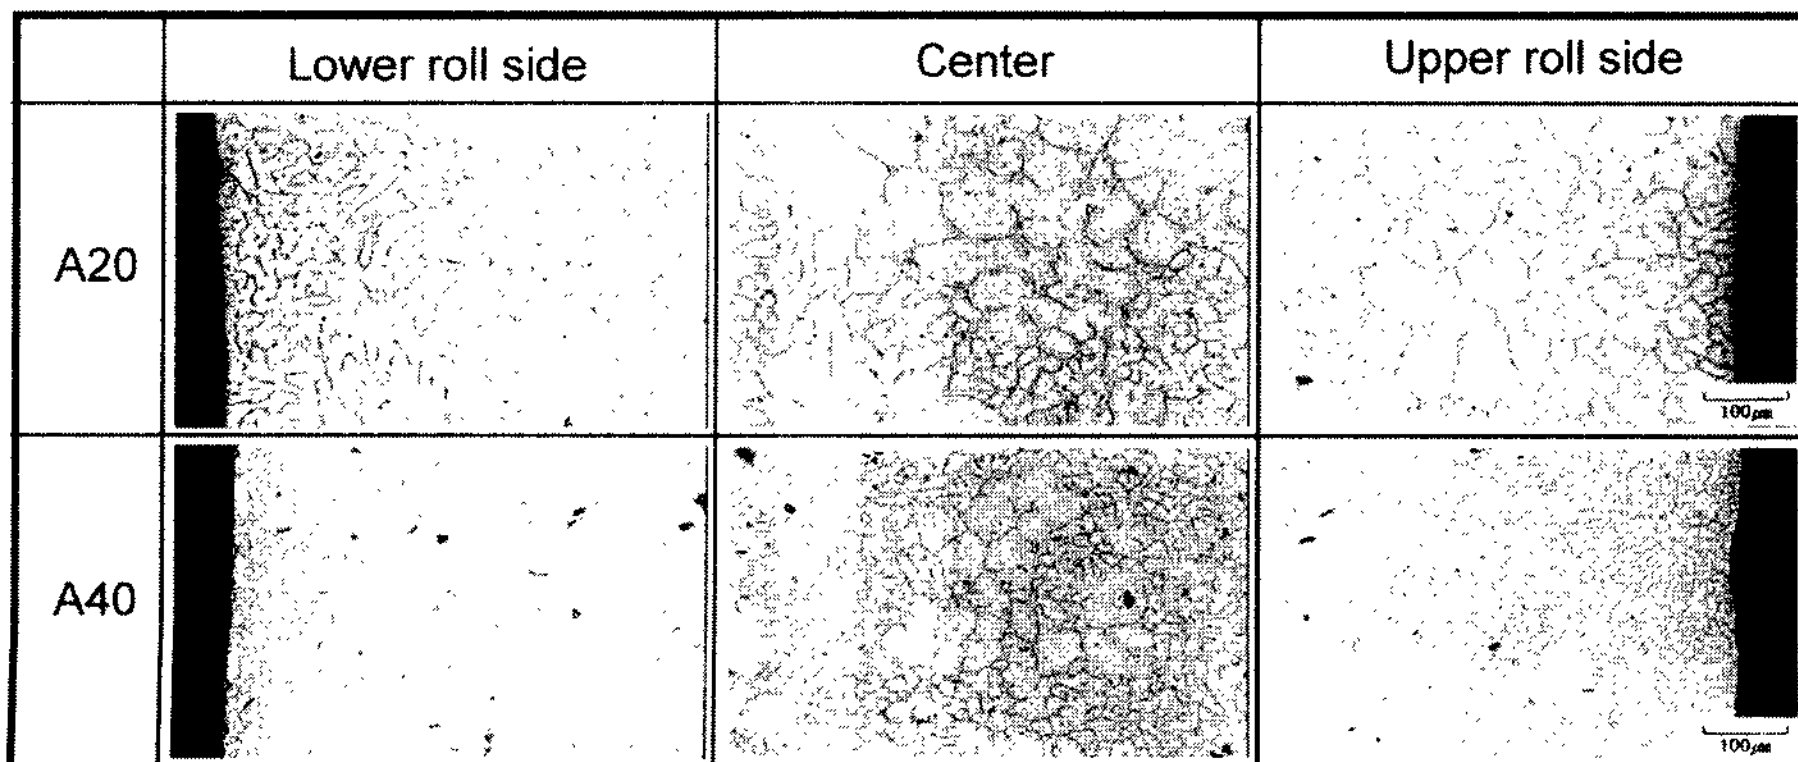 Lower roll side
Center
Upper roll side
A20
100μm
A40
100μm